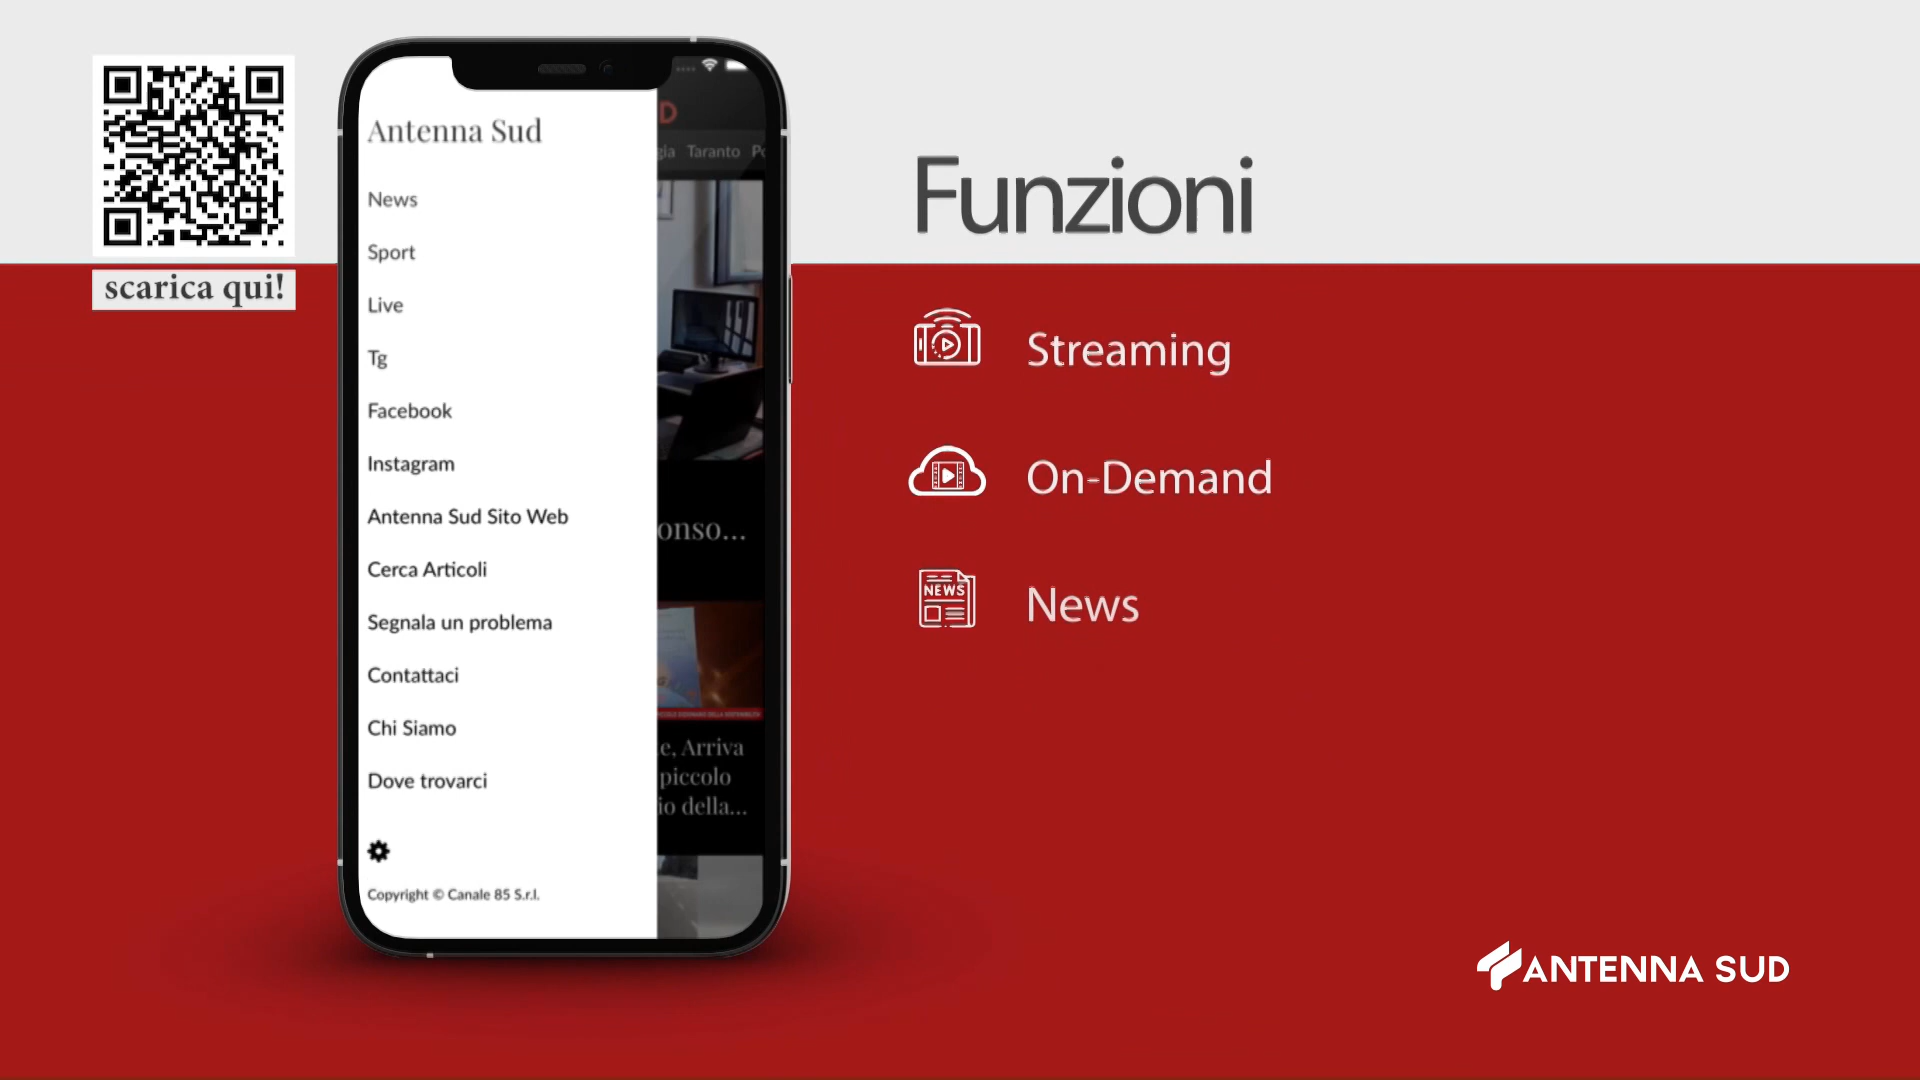 scarica qui!
Antenna Sud
News
Sport
Live
Tg
Facebook
Instagram
Antenna Sud Sito Web
Cerca Articoli
Segnala un problema
Contattaci
Chi Siamo
Dove trovarci
Copyright © Canale 85 S.r.l.
D
gia Taranto Po
onso...
e, Arriva
piccolo
io della...
Funzioni
Streaming
On-Demand
NEWS
News
ANTENNA SUD